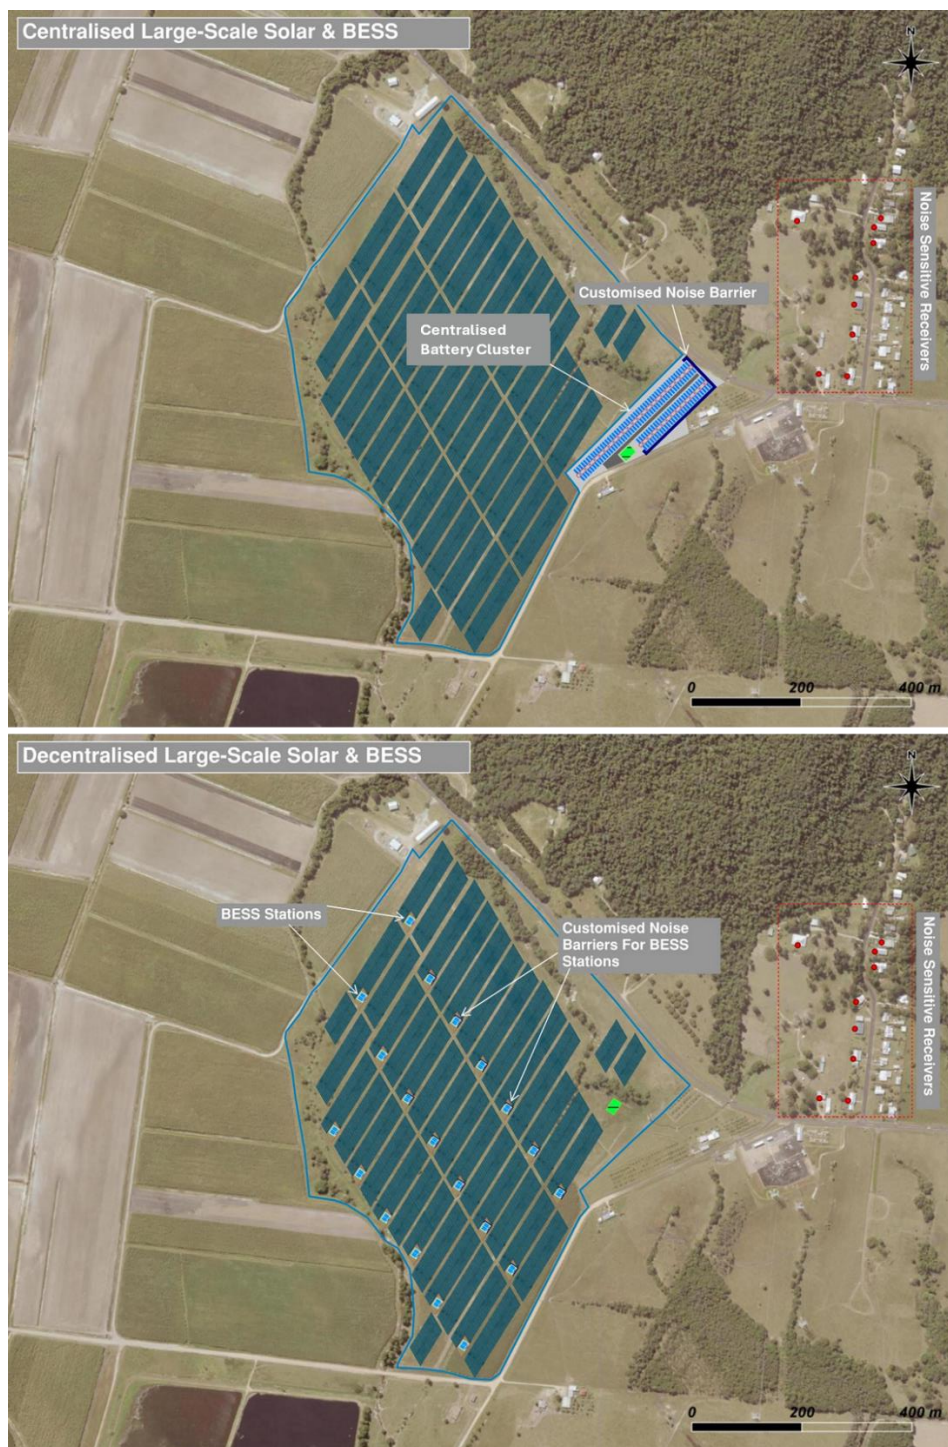 Centralised Large-Scale Solar & BESS
N
Noise Sensitive Receivers
Customised Noise Barrier
Centralised
Battery Cluster
0 200 400 m
Decentralised Large-Scale Solar & BESS
N
Noise Sensitive Receivers
BESS Stations
Customised Noise
Barriers For BESS
Stations
0 200 400 m